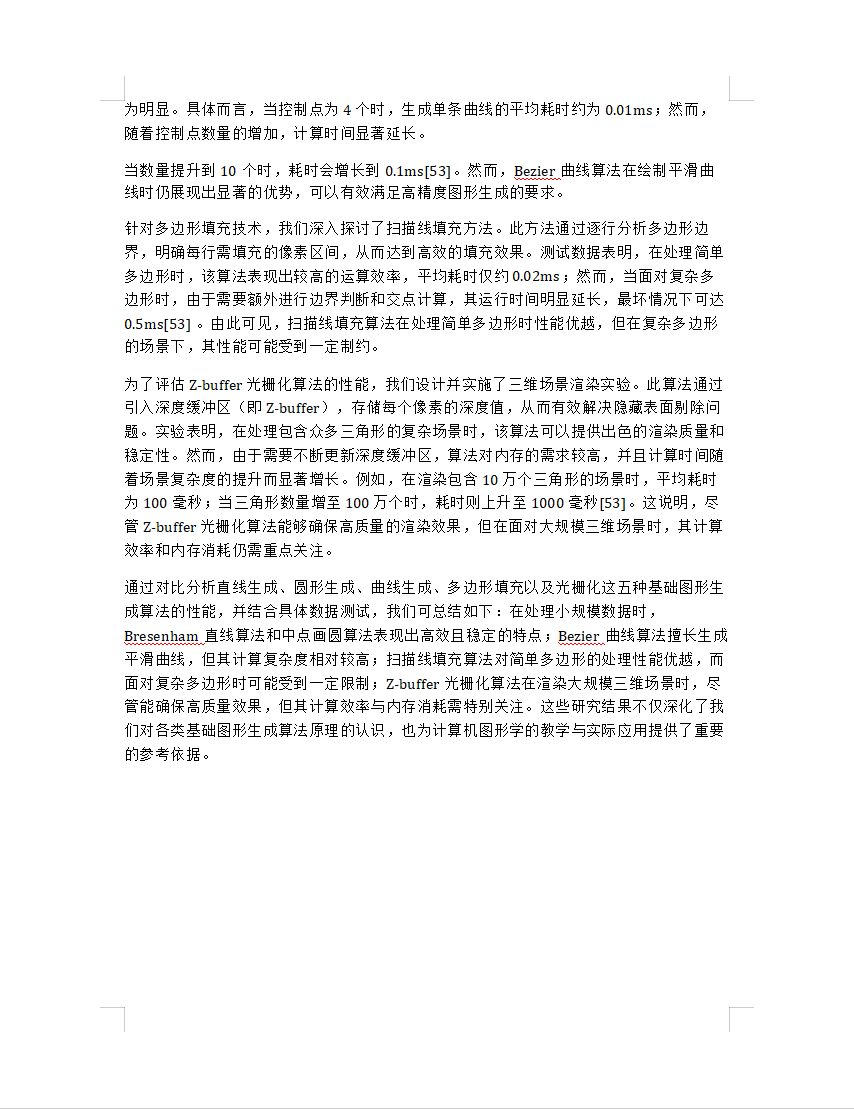 为明显。具体而言，当控制点为 4 个时，生成单条曲线的平均耗时约为 0.01ms；然而，
随着控制点数量的增加，计算时间显著延长。
当数量提升到 10 个时，耗时会增长到 0.1ms[53]。然而，Bezier 曲线算法在绘制平滑曲
线时仍展现出显著的优势，可以有效满足高精度图形生成的要求。
针对多边形填充技术，我们深入探讨了扫描线填充方法。此方法通过逐行分析多边形边
界，明确每行需填充的像素区间，从而达到高效的填充效果。测试数据表明，在处理简单
多边形时，该算法表现出较高的运算效率，平均耗时仅约 0.02ms；然而，当面对复杂多
边形时，由于需要额外进行边界判断和交点计算，其运行时间明显延长，最坏情况下可达
0.5ms[53] 。由此可见，扫描线填充算法在处理简单多边形时性能优越，但在复杂多边形
的场景下，其性能可能受到一定制约。
为了评估 Z-buffer 光栅化算法的性能，我们设计并实施了三维场景渲染实验。此算法通过
引入深度缓冲区（即 Z-buffer），存储每个像素的深度值，从而有效解决隐藏表面剔除问
题。实验表明，在处理包含众多三角形的复杂场景时，该算法可以提供出色的渲染质量和
稳定性。然而，由于需要不断更新深度缓冲区，算法对内存的需求较高，并且计算时间随
着场景复杂度的提升而显著增长。例如，在渲染包含 10 万个三角形的场景时，平均耗时
为 100 毫秒；当三角形数量增至 100 万个时，耗时则上升至 1000 毫秒[53]。这说明，尽
管 Z-buffer 光栅化算法能够确保高质量的渲染效果，但在面对大规模三维场景时，其计算
效率和内存消耗仍需重点关注。
通过对比分析直线生成、圆形生成、曲线生成、多边形填充以及光栅化这五种基础图形生
成算法的性能，并结合具体数据测试，我们可总结如下：在处理小规模数据时，
Bresenham 直线算法和中点画圆算法表现出高效且稳定的特点；Bezier 曲线算法擅长生成
平滑曲线，但其计算复杂度相对较高；扫描线填充算法对简单多边形的处理性能优越，而
面对复杂多边形时可能受到一定限制；Z-buffer 光栅化算法在渲染大规模三维场景时，尽
管能确保高质量效果，但其计算效率与内存消耗需特别关注。这些研究结果不仅深化了我
们对各类基础图形生成算法原理的认识，也为计算机图形学的教学与实际应用提供了重要
的参考依据。